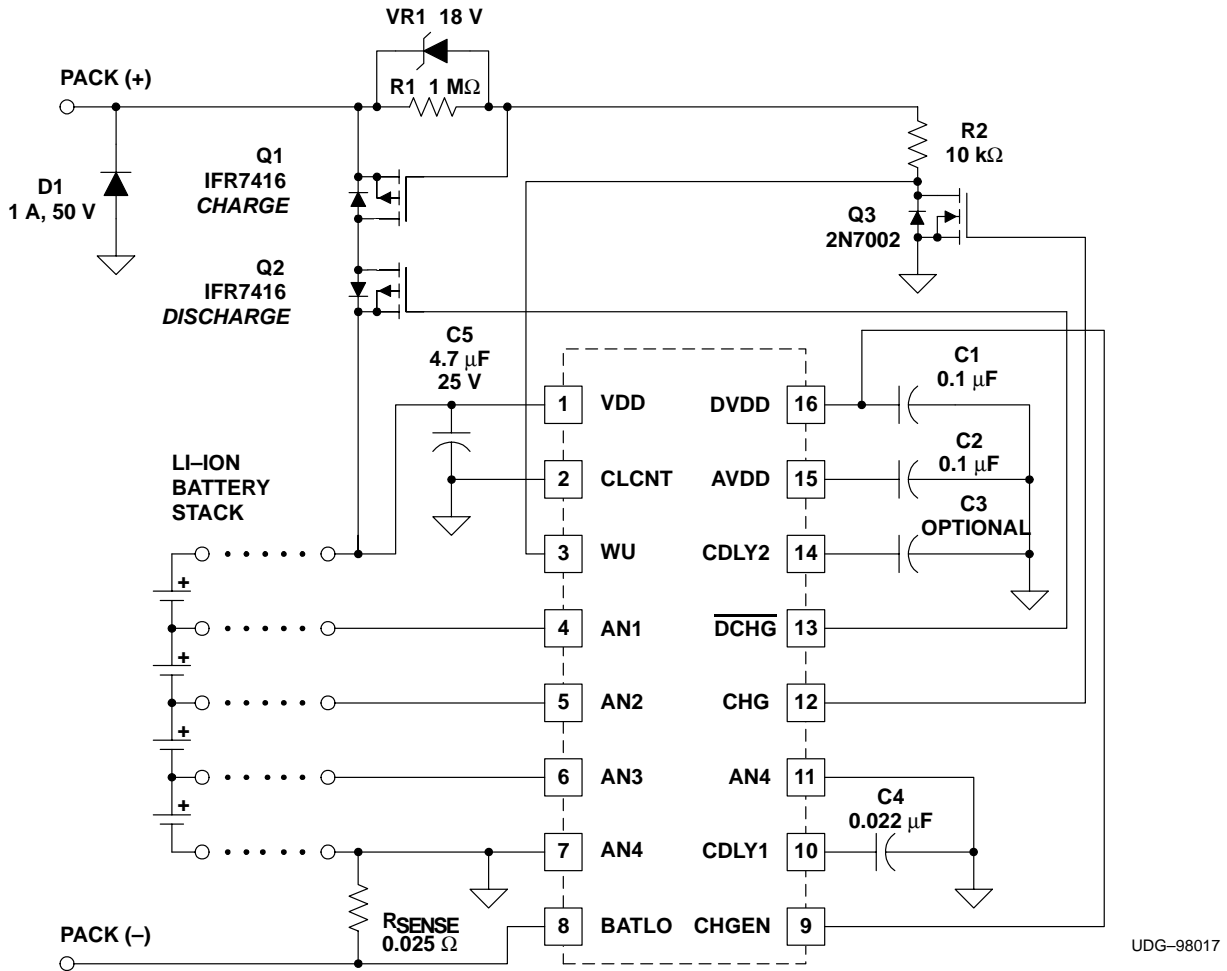 VR1 18 V
PACK (+)
R1 1 MΩ
R2
10 kΩ
Q1
IFR7416
CHARGE
D1
1 A, 50 V
Q3
2N7002
Q2
IFR7416
DISCHARGE
C5
4.7 μF
25 V
C1
0.1 μF
1 VDD DVDD 16
C2
0.1 μF
LI–ION
BATTERY
STACK
2 CLCNT AVDD 15
C3
OPTIONAL
3 WU CDLY2 14
+
4 AN1 DCHG 13
+
5 AN2 CHG 12
+
6 AN3 AN4 11
+
C4
0.022 μF
7 AN4 CDLY1 10
RSENSE
0.025 Ω
8 BATLO CHGEN 9
PACK (–)
UDG–98017